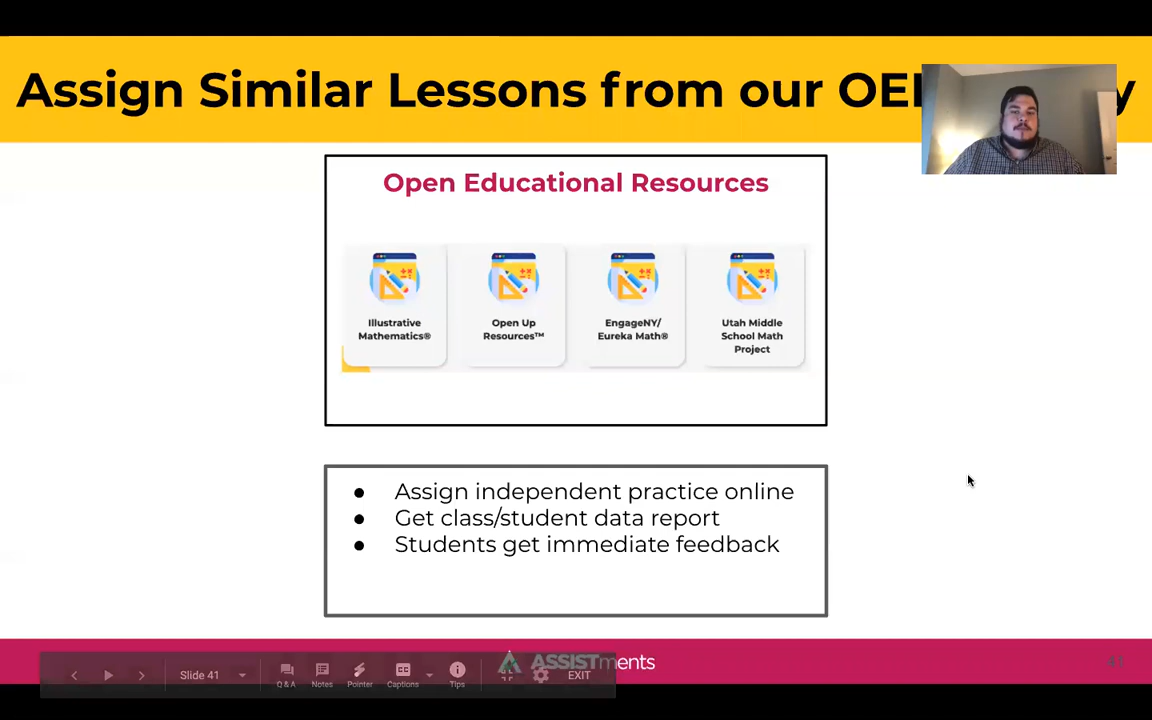 Assign Similar Lessons from our OE
Open Educational Resources
Illustrative
Mathematics®
Open Up
Resources™
EngageNY/
Eureka Math®
Utah Middle
School Math
Project
● Assign independent practice online
● Get class/student data report
● Students get immediate feedback
ASSISTments
41
Slide 41
Q & A
Notes
Pointer
Captions
Tips
EXIT